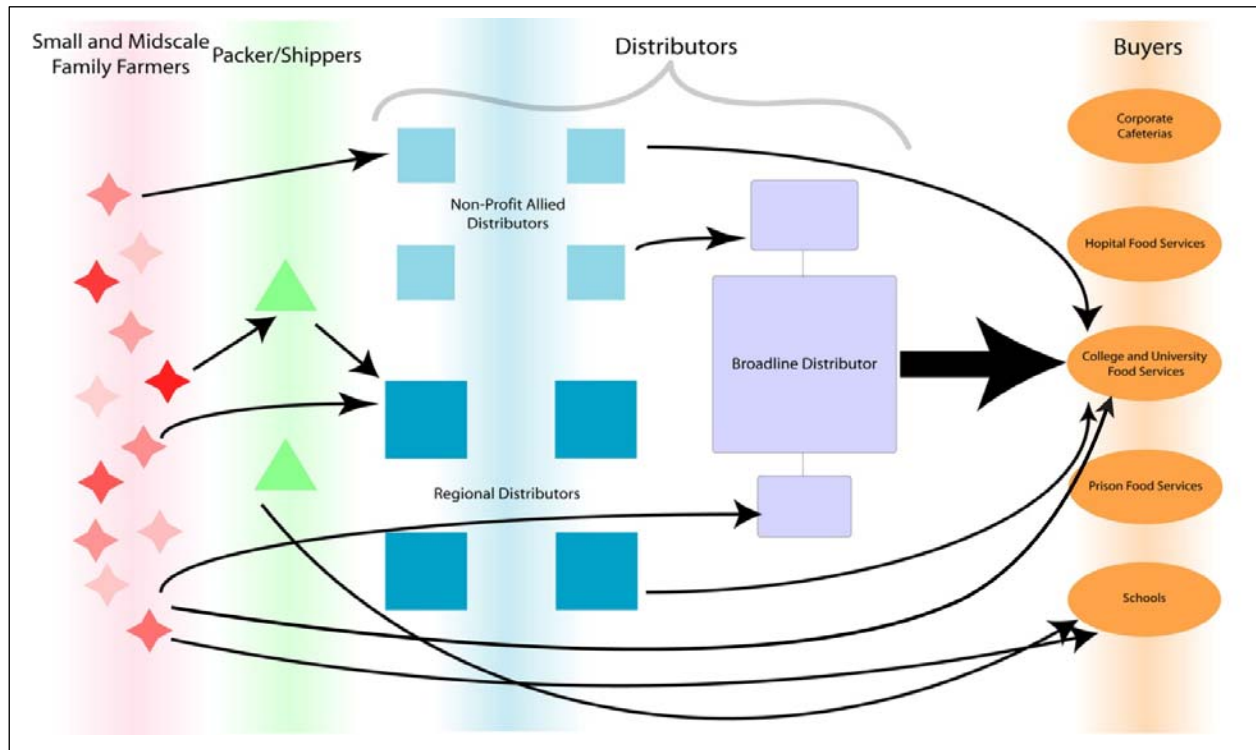 Small and Midscale
Family Farmers
Packer/Shippers
Distributors
Buyers
Corporate
Cafeterias
Non-Profit Allied
Distributors
Hopital Food Services
Broadline Distributor
College and University
Food Services
Regional Distributors
Prison Food Services
Schools